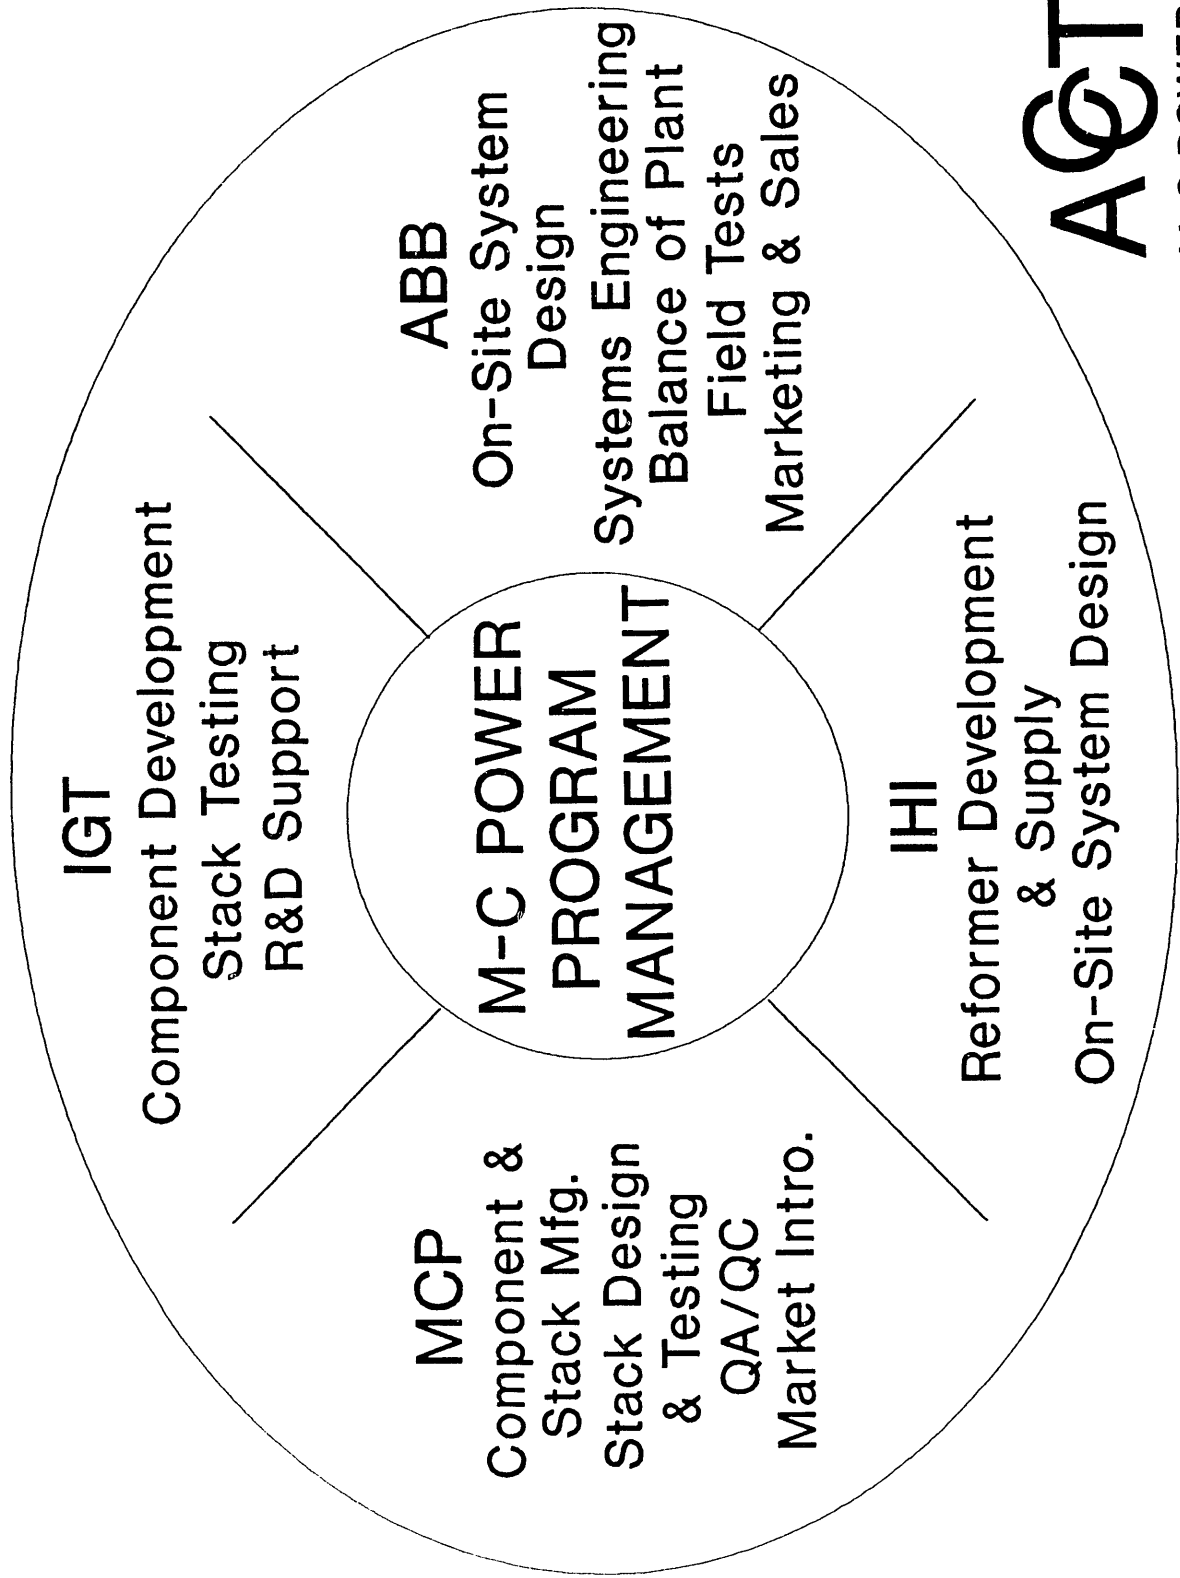 IGT
Component Development
Stack Testing
R&D Support
MCP
Component &
Stack Mfg.
Stack Design
& Testing
QA/QC
Market Intro.
M-C POWER
PROGRAM
MANAGEMENT
ABB
On-Site System
Design
Systems Engineering
Balance of Plant
Field Tests
Marketing & Sales
IHI
Reformer Development
& Supply
On-Site System Design
ACCT